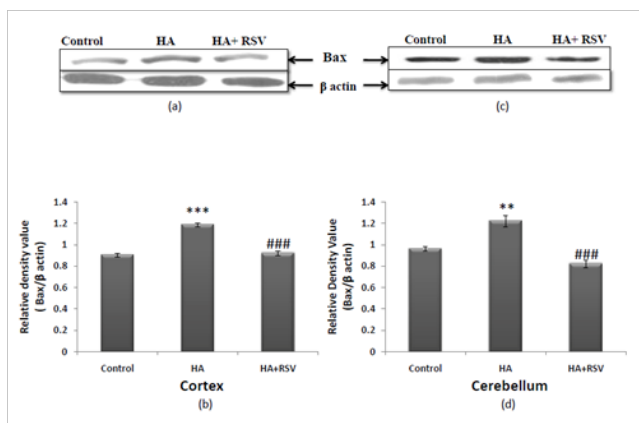 Control HA HA+ RSV
Bax
β actin
(a)
Control HA HA+ RSV
(c)
Relative density value
( Bax/β actin)
1.4
1.2
1
0.8
0.6
0.4
0.2
0
***
###
Control HA HA+RSV
Cortex
(b)
Relative Density Value
(Bax/β actin)
1.4
1.2
1
0.8
0.6
0.4
0.2
0
**
###
Control HA HA+RSV
Cerebellum
(d)